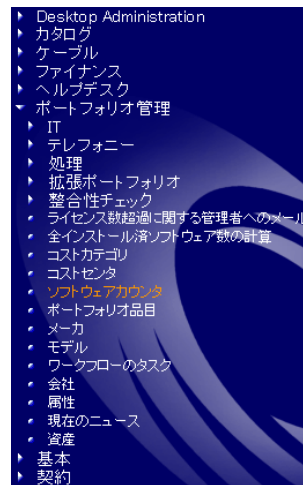 Desktop Administration
カタログ
ケーブル
ファイナンス
ヘルプデスク
ポートフォリオ管理
IT
テレフォニー
処理
拡張ポートフォリオ
整合性チェック
ライセンス数超過に関する管理者へのメール
全インストール済ソフトウェア数の計算
コストカテゴリ
コストセンタ
ソフトウェアカウンタ
ポートフォリオ品目
メーカ
モデル
ワークフローのタスク
会社
属性
現在のニュース
資産
基本
契約